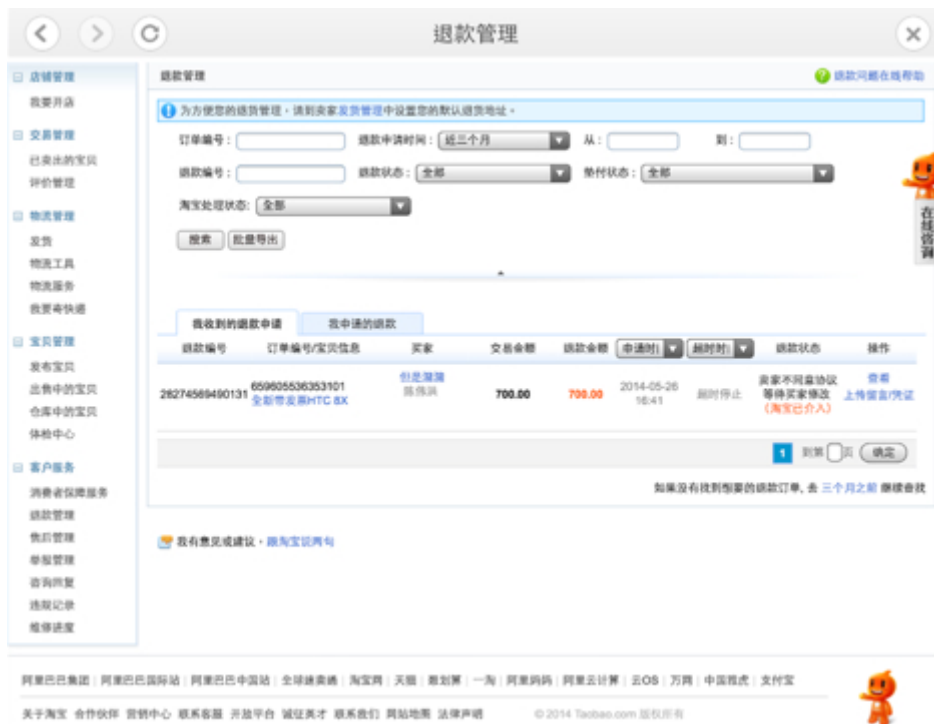 退款管理
店铺管理
我要开店
交易管理
已卖出的宝贝
评价管理
物流管理
发货
物流工具
物流服务
我要寄快递
宝贝管理
发布宝贝
出售中的宝贝
仓库中的宝贝
体检中心
客户服务
消费者保障服务
退款管理
售后管理
举报管理
咨询回复
违规记录
维修进度
退款管理
退款问题在线帮助
为方便您的退货管理，请到卖家发货管理中设置您的默认退货地址。
订单编号： 退款申请时间： 近三个月 从： 到：
退款编号： 退款状态： 全部 垫付状态： 全部
淘宝处理状态： 全部
搜索 批量导出
在线咨询
我收到的退款申请 我申请的退款
退款编号 订单编号/宝贝信息 买家 交易金额 退款金额 申请时 超时时 退款状态 操作
28274569490131 659605536353101 全新带发票HTC 8X 700.00 700.00 2014-05-26 16:41 超时停止 卖家不同意协议 等待买家修改 （淘宝已介入） 查看 上传留言/凭证
1 到第 页 确定
如果没有找到想要的退款订单, 去 三个月之前 继续查找
我有意见或建议，跟淘宝说两句
阿里巴巴集团 | 阿里巴巴国际站 | 阿里巴巴中国站 | 全球速卖通 | 淘宝网 | 天猫 | 聚划算 | 一淘 | 阿里妈妈 | 阿里云计算 | 云OS | 万网 | 中国雅虎 | 支付宝
关于淘宝 合作伙伴 营销中心 联系客服 开放平台 诚征英才 联系我们 网站地图 法律声明 © 2014 Taobao.com 版权所有